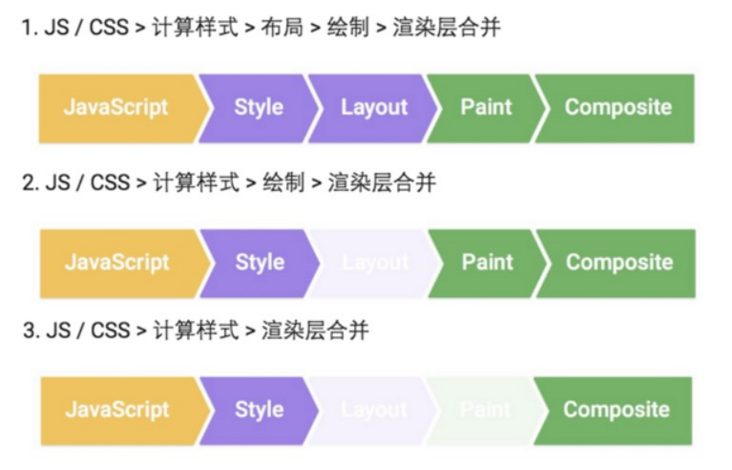 1. JS / CSS > 计算样式 > 布局 > 绘制 > 渲染层合并
JavaScript Style Layout Paint Composite
2. JS / CSS > 计算样式 > 绘制 > 渲染层合并
JavaScript Style Layout Paint Composite
3. JS / CSS > 计算样式 > 渲染层合并
JavaScript Style Layout Paint Composite